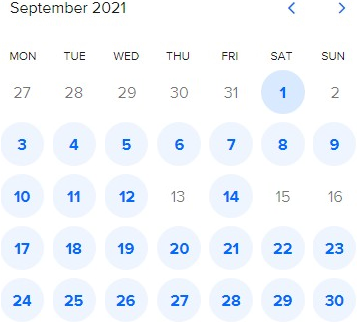 September 2021
MON TUE WED THU FRI SAT SUN
27 28 29 30 31 1 2
3 4 5 6 7 8 9
10 11 12 13 14 15 16
17 18 19 20 21 22 23
24 25 26 27 28 29 30